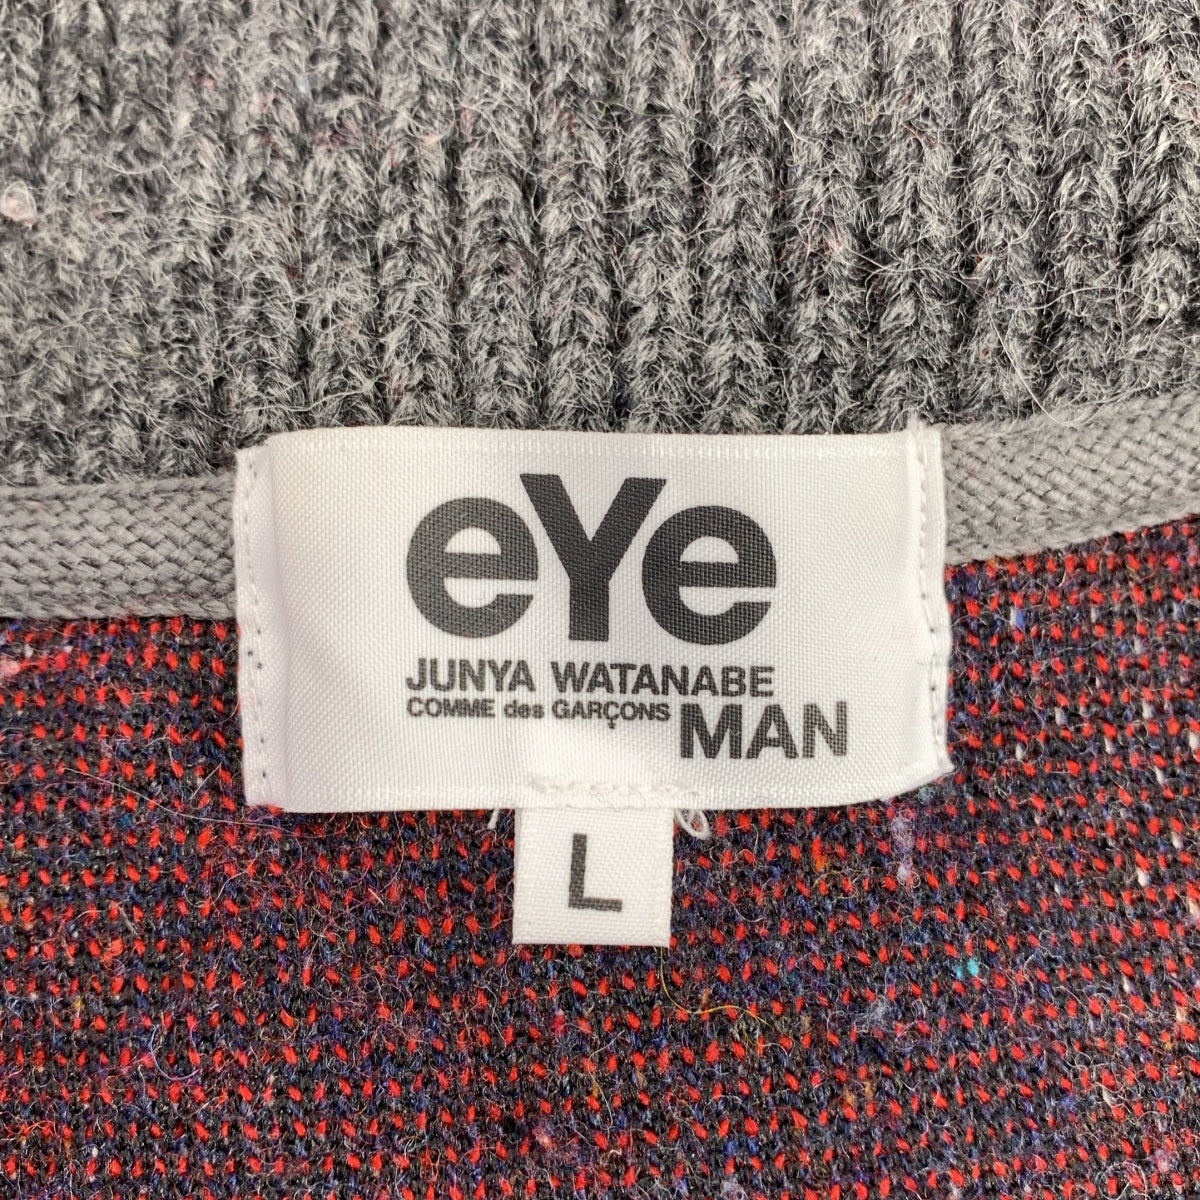 eYe
JUNYA WATANABE
COMME des GARÇONS MAN
L